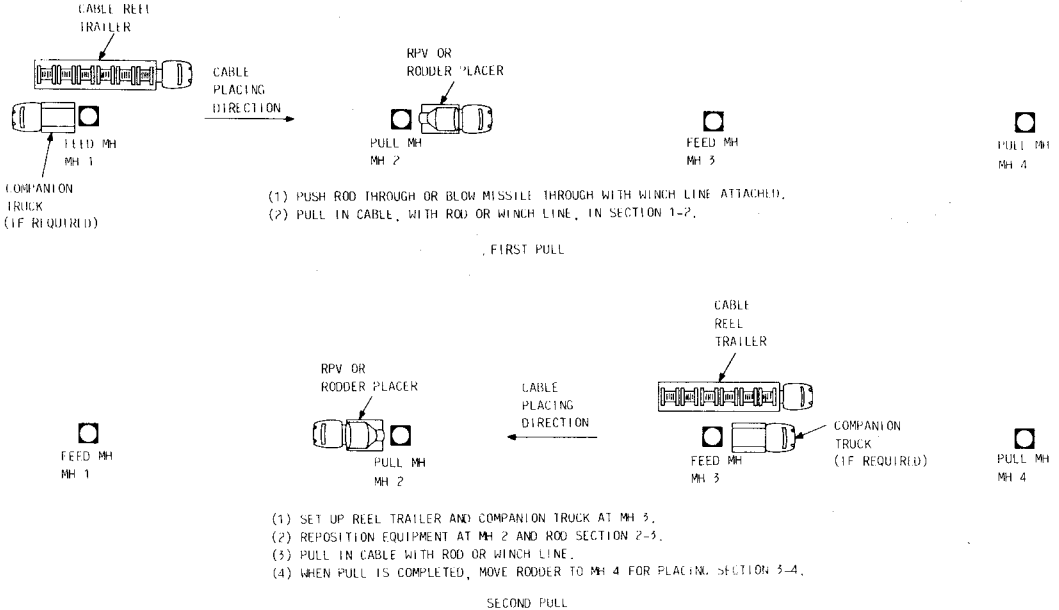 CABLE REEL
TRAILER
RPV OR
RODDER PLACER
CABLE
PLACING
DIRECTION
FEED MH
MH 1
PULL MH
MH 2
FEED MH
MH 3
PULL MH
MH 4
COMPANION
TRUCK
(IF REQUIRED)
(1) PUSH ROD THROUGH OR BLOW MISSILE THROUGH WITH WINCH LINE ATTACHED.
(2) PULL IN CABLE, WITH ROD OR WINCH LINE, IN SECTION 1-2.
FIRST PULL
CABLE
REEL
TRAILER
RPV OR
RODDER PLACER
CABLE
PLACING
DIRECTION
COMPANION
TRUCK
(IF REQUIRED)
FEED MH
MH 1
PULL MH
MH 2
FEED MH
MH 3
PULL MH
MH 4
(1) SET UP REEL TRAILER AND COMPANION TRUCK AT MH 3.
(2) REPOSITION EQUIPMENT AT MH 2 AND ROD SECTION 2-3.
(3) PULL IN CABLE WITH ROD OR WINCH LINE.
(4) WHEN PULL IS COMPLETED, MOVE RODDER TO MH 4 FOR PLACING SECTION 3-4.
SECOND PULL